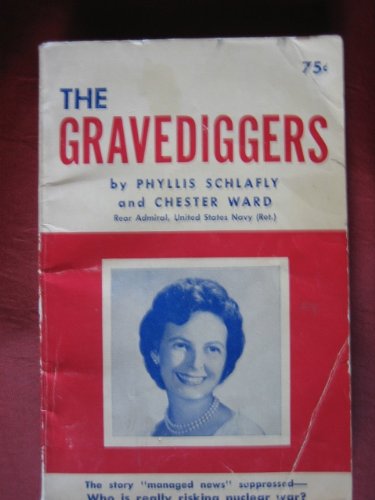 75¢
THE
GRAVEDIGGERS
by PHYLLIS SCHLAFLY
and CHESTER WARD
Rear Admiral, United States Navy (Ret.)
The story "managed news" suppressed—
Who is really risking nuclear war?